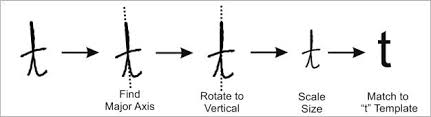 t t t t t
Find Rotate to Scale Match to
Major Axis Vertical Size “t” Template